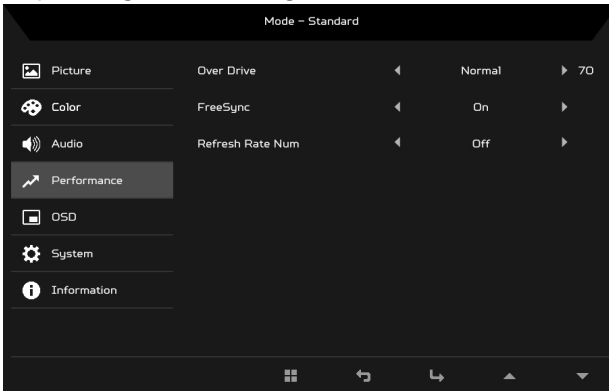 Mode – Standard
Picture
Over Drive Normal 70
Color
FreeSync On
Audio
Refresh Rate Num Off
Performance
OSD
System
Information